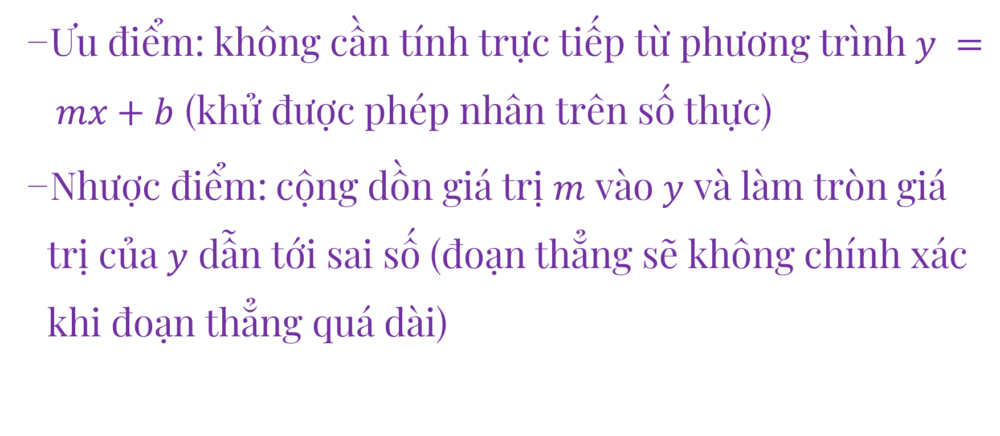 –Ưu điểm: không cần tính trực tiếp từ phương trình y =
mx + b (khử được phép nhân trên số thực)
–Nhược điểm: cộng dồn giá trị m vào y và làm tròn giá
trị của y dẫn tới sai số (đoạn thẳng sẽ không chính xác
khi đoạn thẳng quá dài)